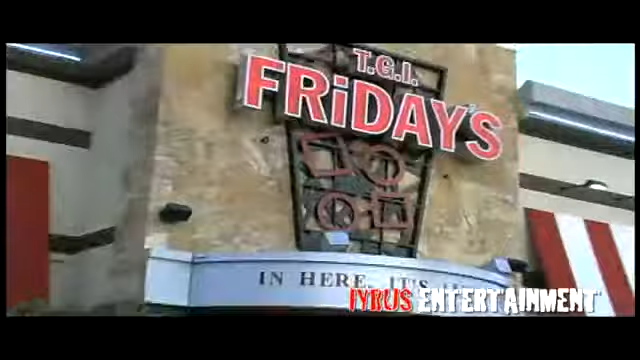 T.G.I.
FRiDAY'S
IN HERE, IT'S
IYRUS ENTERTAINMENT